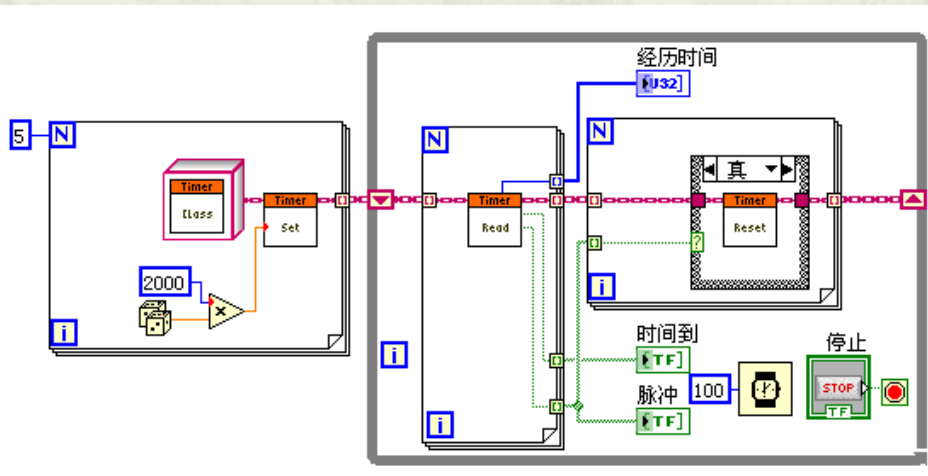 经历时间
U32
5
N
N
N
真
Timer
Class
Timer
Set
Timer
Read
Timer
Reset
?
2000
×
i
i
i
i
时间到
TF
停止
STOP
TF
脉冲
TF
100